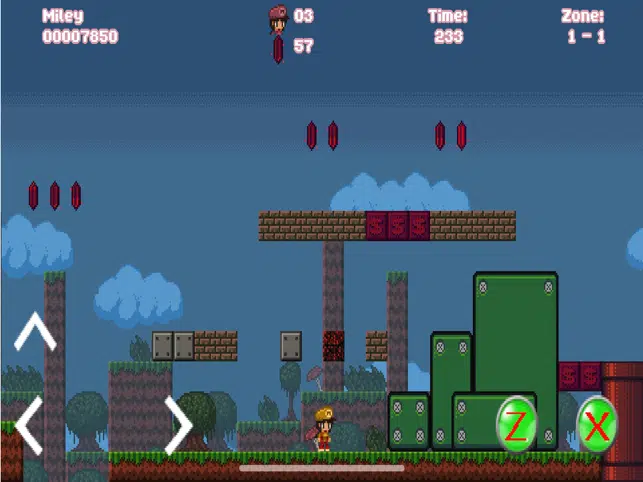 Miley
00007850
03
57
Time:
233
Zone:
1 - 1
$ $ $
$ $
Z
X